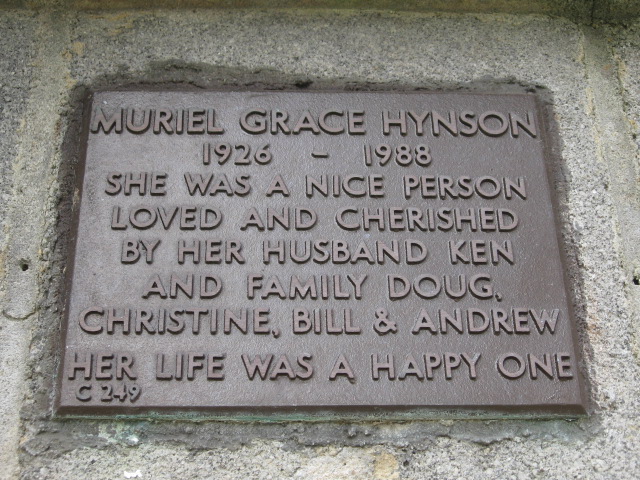 MURIEL GRACE HYNSON
1926 - 1988
SHE WAS A NICE PERSON
LOVED AND CHERISHED
BY HER HUSBAND KEN
AND FAMILY DOUG,
CHRISTINE, BILL & ANDREW
HER LIFE WAS A HAPPY ONE
C 249